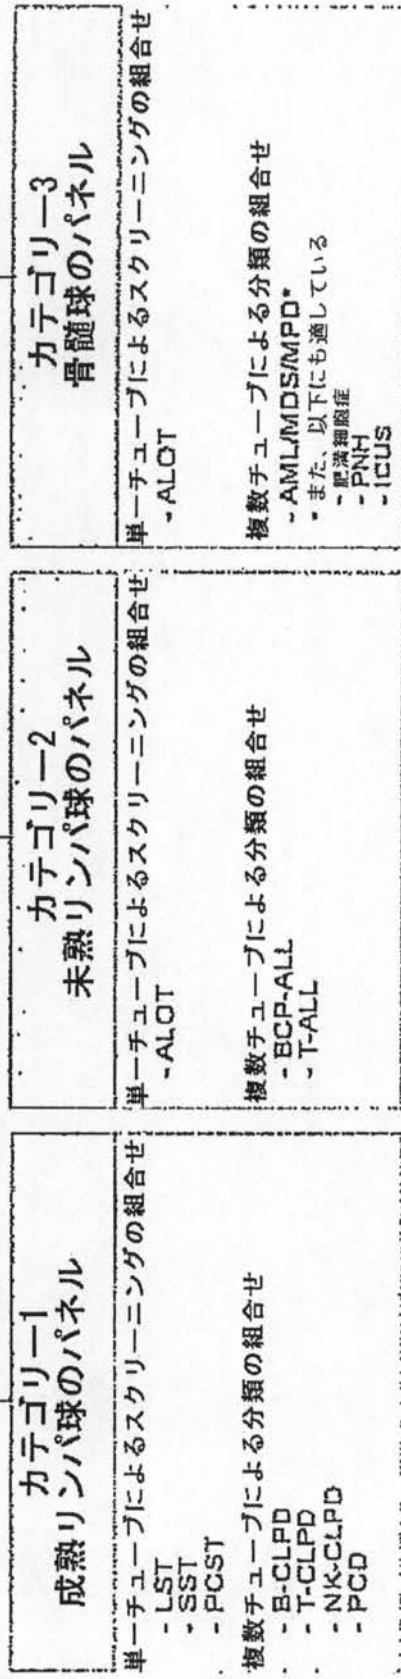 カテゴリー1
成熟リンパ球のパネル
単一チューブによるスクリーニングの組合せ
- LST
- SST
- PCST
複数チューブによる分類の組合せ
- B-CLPD
- T-CLPD
- NK-CLPD
- PCD
カテゴリー2
未熟リンパ球のパネル
単一チューブによるスクリーニングの組合せ
- ALOT
複数チューブによる分類の組合せ
- BCP-ALL
- T-ALL
カテゴリー3
骨髄球のパネル
単一チューブによるスクリーニングの組合せ
- ALOT
複数チューブによる分類の組合せ
- AML/MDS/MPD*
* また、以下にも適している
- 肥満細胞症
- PNH
- ICUS